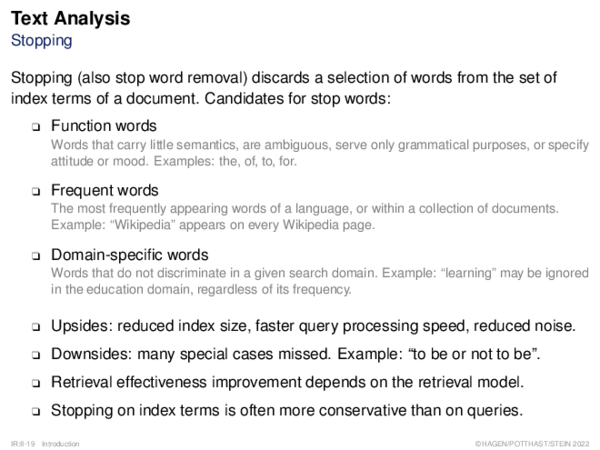 Text Analysis
Stopping
Stopping (also stop word removal) discards a selection of words from the set of
index terms of a document. Candidates for stop words:
❑ Function words
Words that carry little semantics, are ambiguous, serve only grammatical purposes, or specify
attitude or mood. Examples: the, of, to, for.
❑ Frequent words
The most frequently appearing words of a language, or within a collection of documents.
Example: “Wikipedia” appears on every Wikipedia page.
❑ Domain-specific words
Words that do not discriminate in a given search domain. Example: “learning” may be ignored
in the education domain, regardless of its frequency.
❑ Upsides: reduced index size, faster query processing speed, reduced noise.
❑ Downsides: many special cases missed. Example: “to be or not to be”.
❑ Retrieval effectiveness improvement depends on the retrieval model.
❑ Stopping on index terms is often more conservative than on queries.
IR:II-19 Introduction
©HAGEN/POTTHAST/STEIN 2022